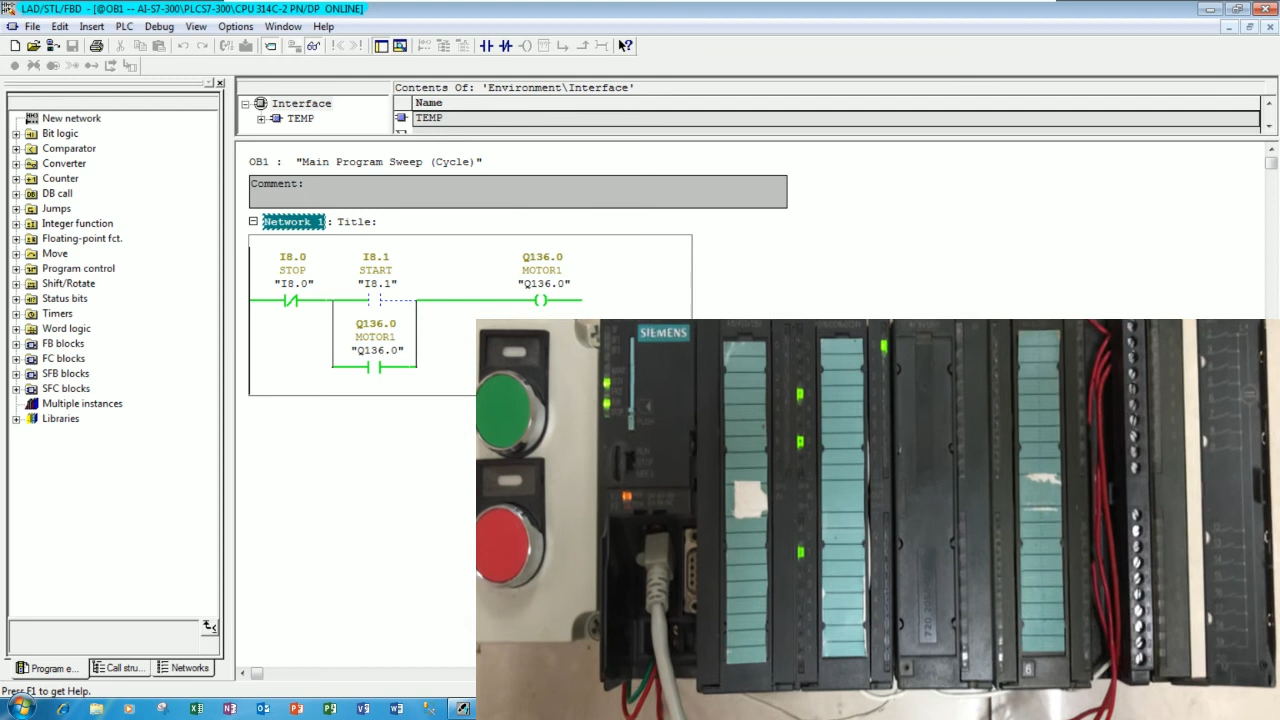 LAD/STL/FBD - [@OB1 -- AI-S7-300\PLCS7-300\CPU 314C-2 PN/DP ONLINE]
File Edit Insert PLC Debug View Options Window Help
Contents Of: 'Environment\Interface'
Interface
TEMP
Name
TEMP
New network
Bit logic
Comparator
Converter
Counter
DB call
Jumps
Integer function
Floating-point fct.
Move
Program control
Shift/Rotate
Status bits
Timers
Word logic
FB blocks
FC blocks
SFB blocks
SFC blocks
Multiple instances
Libraries
OB1 : "Main Program Sweep (Cycle)"
Comment:
Network 1: Title:
I8.0 I8.1 Q136.0
STOP START MOTOR1
"I8.0" "I8.1" "Q136.0"
Q136.0
MOTOR1
"Q136.0"
SIEMENS
RUN
STOP
6
Program e... Call stru... Networks
Press F1 to get Help.